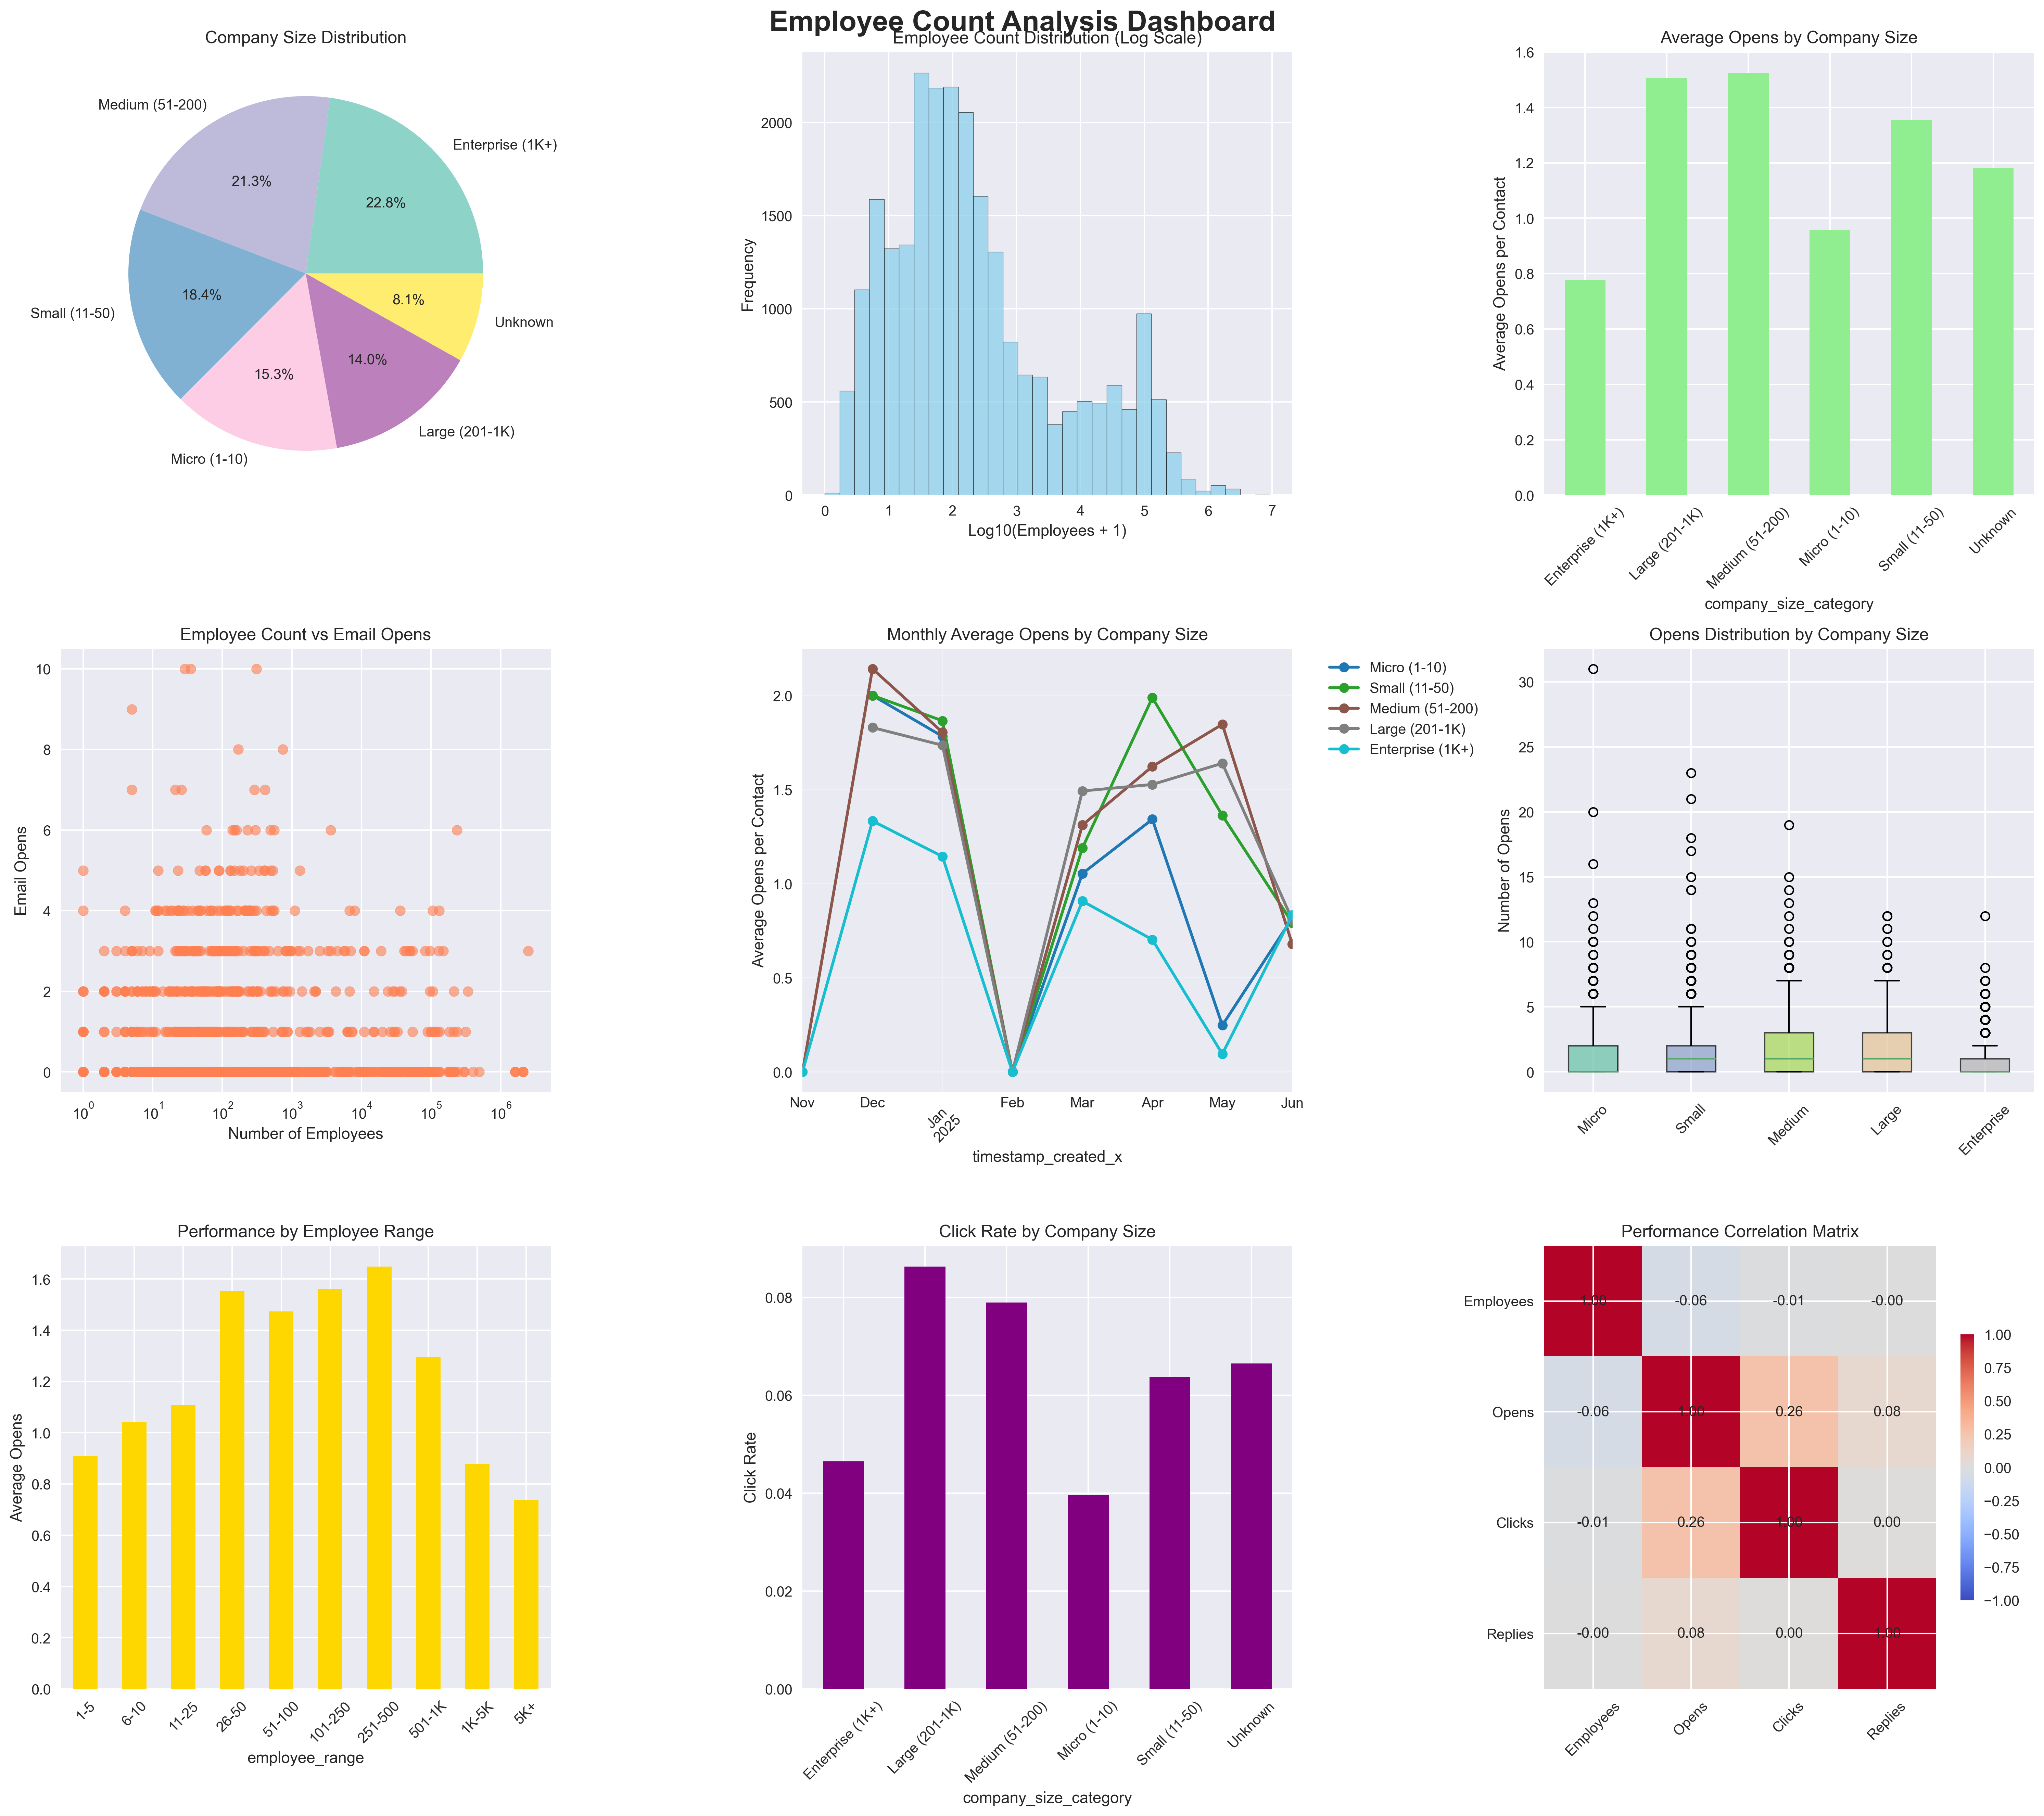 Employee Count Analysis Dashboard
Company Size Distribution
Medium (51-200)
Enterprise (1K+)
21.3%
22.8%
18.4%
8.1%
Small (11-50)
Unknown
15.3%
14.0%
Large (201-1K)
Micro (1-10)
Employee Count Distribution (Log Scale)
Frequency
2000
1500
1000
500
0
0 1 2 3 4 5 6 7
Log10(Employees + 1)
Average Opens by Company Size
Average Opens per Contact
1.6
1.4
1.2
1.0
0.8
0.6
0.4
0.2
0.0
Enterprise (1K+)
Large (201-1K)
Medium (51-200)
Micro (1-10)
Small (11-50)
Unknown
company_size_category
Employee Count vs Email Opens
Email Opens
10
8
6
4
2
0
10^0 10^1 10^2 10^3 10^4 10^5 10^6
Number of Employees
Monthly Average Opens by Company Size
Average Opens per Contact
2.0
1.5
1.0
0.5
0.0
Nov Dec Jan Feb Mar Apr May Jun
2025
timestamp_created_x
Micro (1-10)
Small (11-50)
Medium (51-200)
Large (201-1K)
Enterprise (1K+)
Opens Distribution by Company Size
Number of Opens
30
25
20
15
10
5
0
Micro
Small
Medium
Large
Enterprise
Performance by Employee Range
Average Opens
1.6
1.4
1.2
1.0
0.8
0.6
0.4
0.2
0.0
1-5
6-10
11-25
26-50
51-100
101-250
251-500
501-1K
1K-5K
5K+
employee_range
Click Rate by Company Size
Click Rate
0.08
0.06
0.04
0.02
0.00
Enterprise (1K+)
Large (201-1K)
Medium (51-200)
Micro (1-10)
Small (11-50)
Unknown
company_size_category
Performance Correlation Matrix
Employees 1.00 -0.06 -0.01 -0.00
Opens -0.06 1.00 0.26 0.08
Clicks -0.01 0.26 1.00 0.00
Replies -0.00 0.08 0.00 1.00
Employees
Opens
Clicks
Replies
1.00
0.75
0.50
0.25
0.00
−0.25
−0.50
−0.75
−1.00